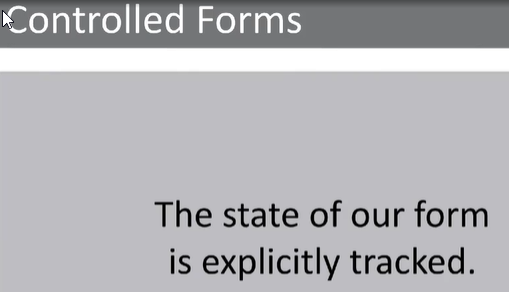 Controlled Forms
The state of our form
is explicitly tracked.